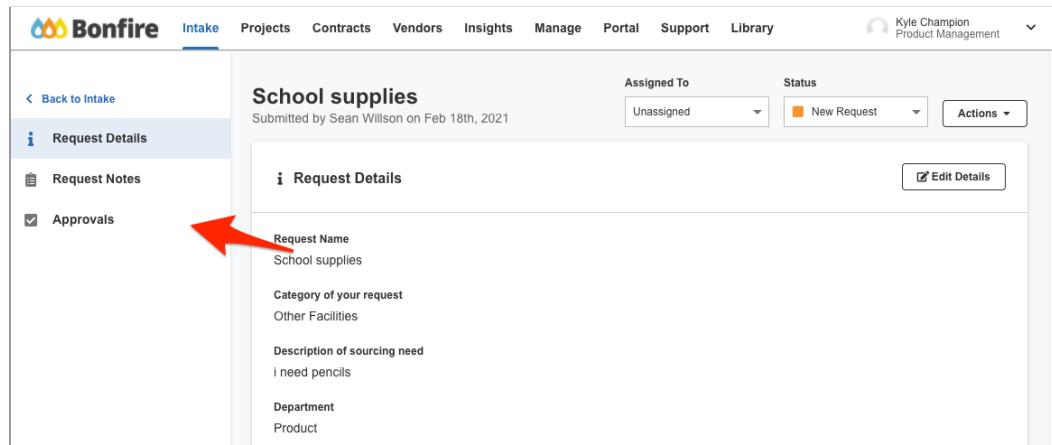 Bonfire Intake Projects Contracts Vendors Insights Manage Portal Support Library Kyle Champion
Product Management
Back to Intake
Request Details
Request Notes
Approvals
School supplies
Submitted by Sean Willson on Feb 18th, 2021
Assigned To
Unassigned
Status
New Request
Actions
Request Details
Edit Details
Request Name
School supplies
Category of your request
Other Facilities
Description of sourcing need
i need pencils
Department
Product